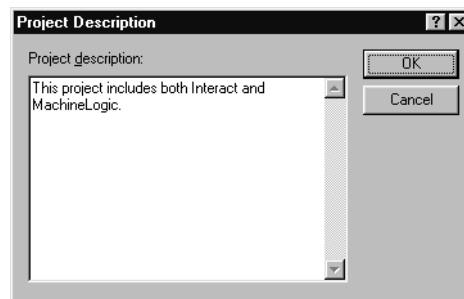 Project Description
Project description:
This project includes both Interact and
MachineLogic.
OK
Cancel